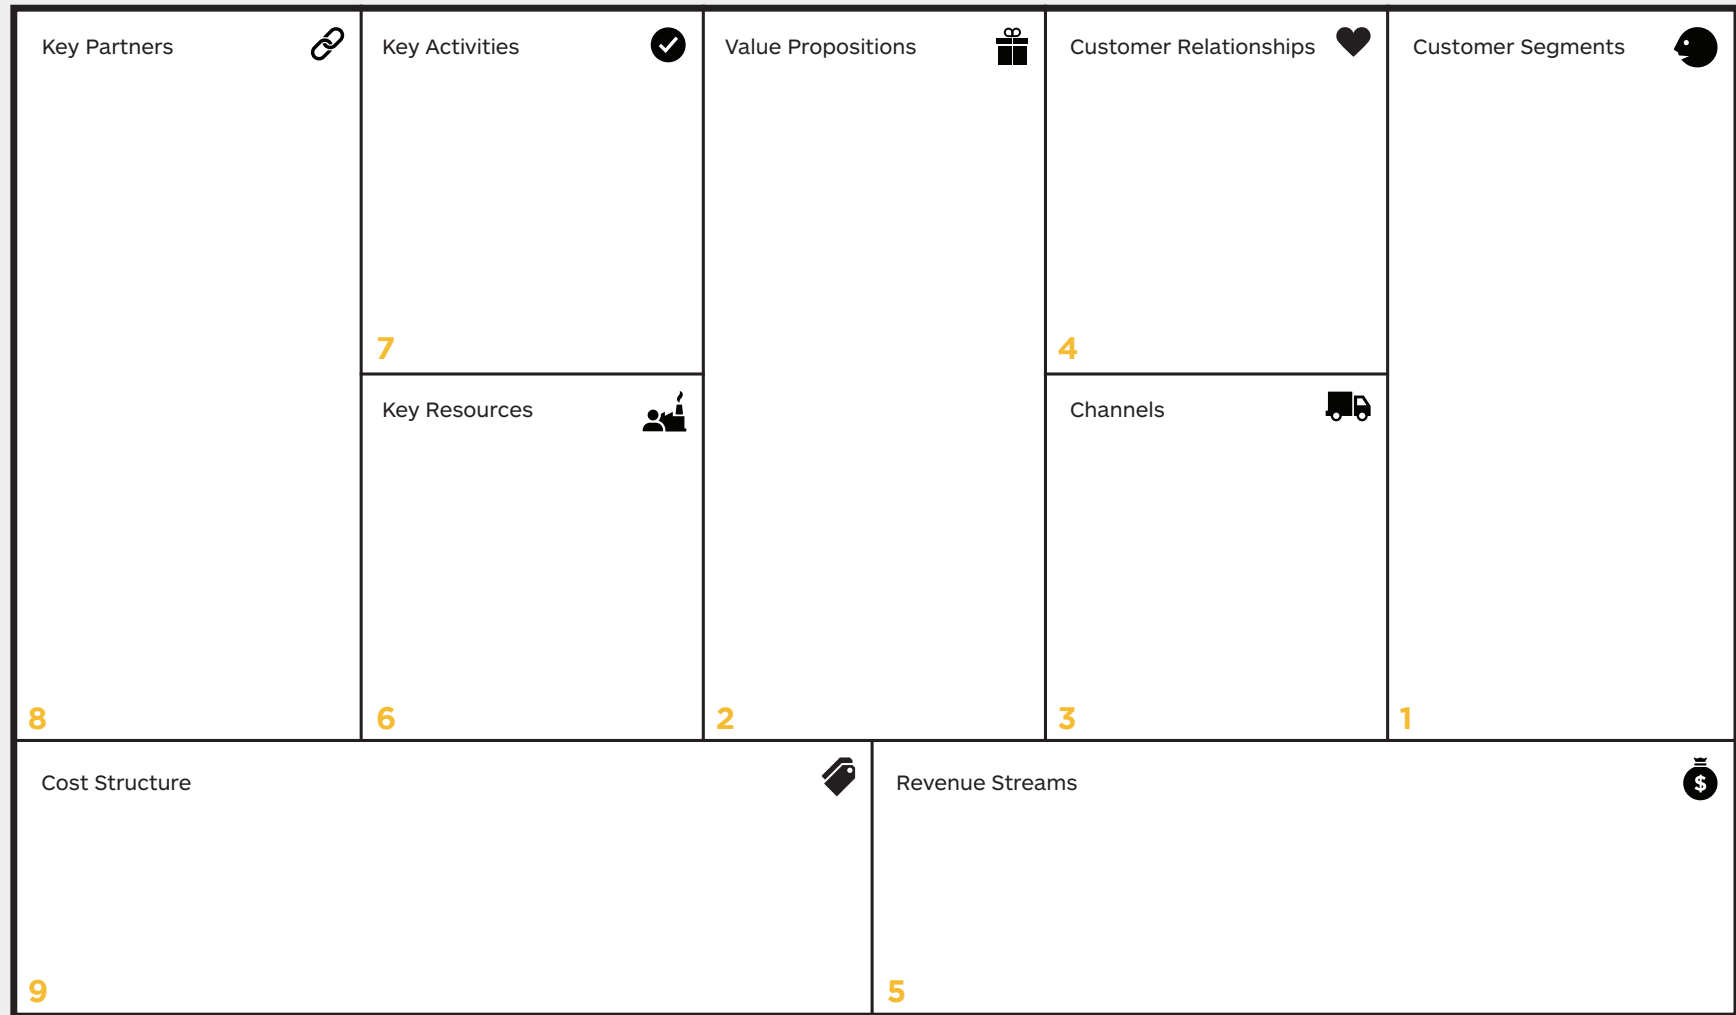 Key Partners
8
Key Activities
7
Key Resources
6
Value Propositions
2
Customer Relationships
4
Channels
3
Customer Segments
1
Cost Structure
9
Revenue Streams
$
5